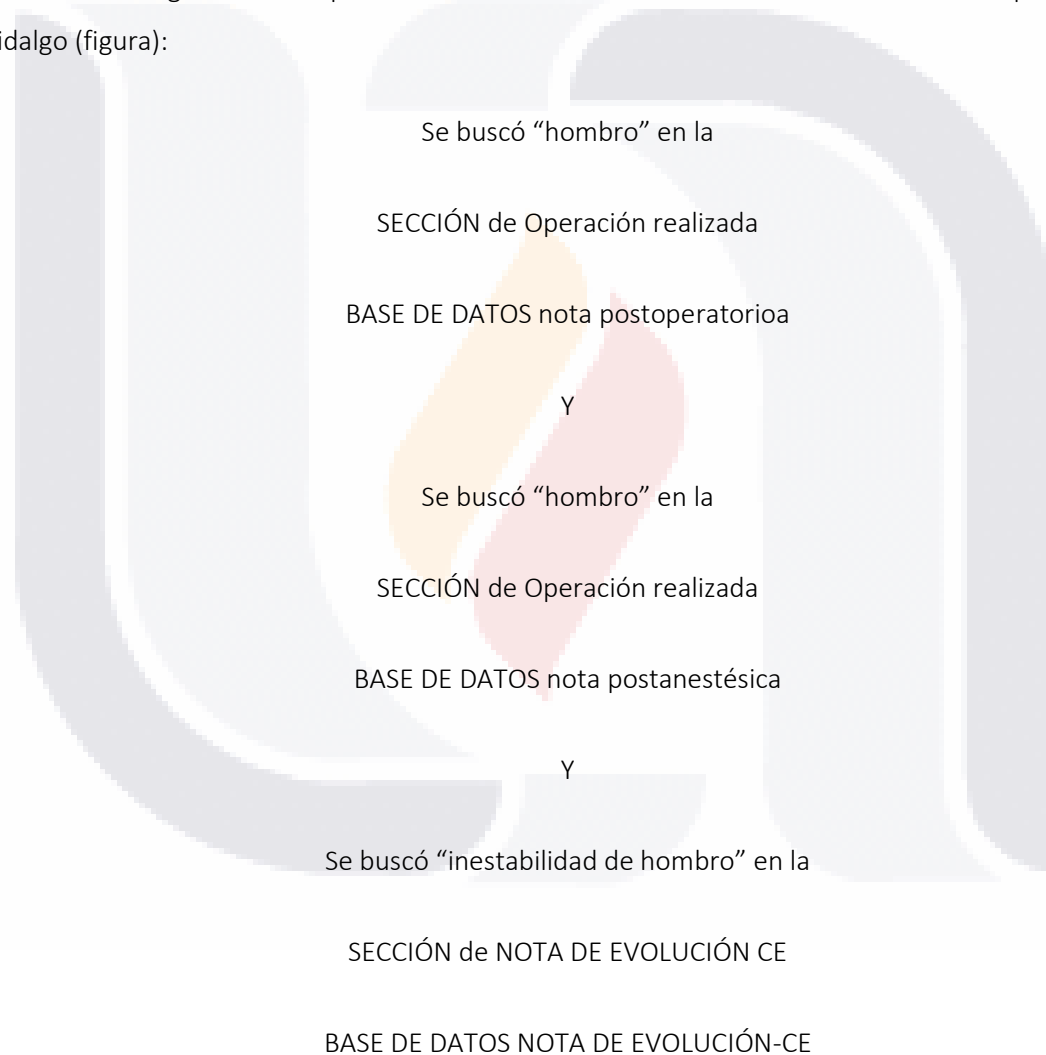 idalgo (figura):
Se buscó “hombro” en la
SECCIÓN de Operación realizada
BASE DE DATOS nota postoperatorioa
Y
Se buscó “hombro” en la
SECCIÓN de Operación realizada
BASE DE DATOS nota postanestésica
Y
Se buscó “inestabilidad de hombro” en la
SECCIÓN de NOTA DE EVOLUCIÓN CE
BASE DE DATOS NOTA DE EVOLUCIÓN-CE